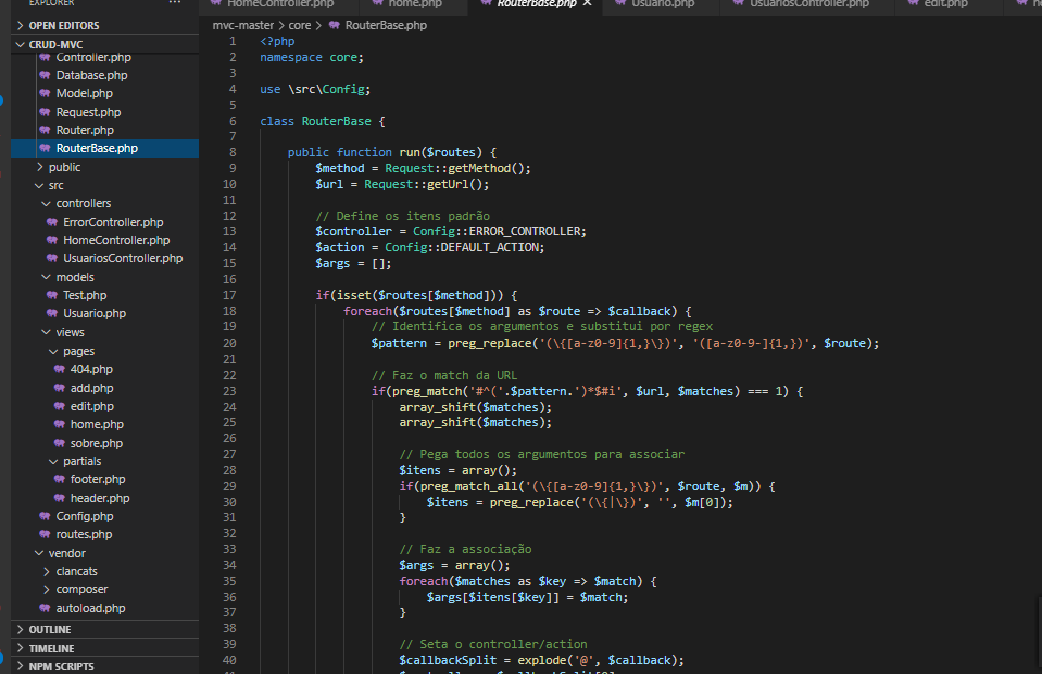 EXPLORER ...
OPEN EDITORS
CRUD-MVC
Controller.php
Database.php
Model.php
Request.php
Router.php
RouterBase.php
public
src
controllers
ErrorController.php
HomeController.php
UsuariosController.php
models
Test.php
Usuario.php
views
pages
404.php
add.php
edit.php
home.php
sobre.php
partials
footer.php
header.php
Config.php
routes.php
vendor
clancats
composer
autoload.php
OUTLINE
TIMELINE
NPM SCRIPTS
HomeController.php home.php RouterBase.php Usuario.php UsuariosController.php edit.php
mvc-master > core > RouterBase.php
1 <?php
2 namespace core;
3
4 use \src\Config;
5
6 class RouterBase {
7
8 public function run($routes) {
9 $method = Request::getMethod();
10 $url = Request::getUrl();
11
12 // Define os itens padrão
13 $controller = Config::ERROR_CONTROLLER;
14 $action = Config::DEFAULT_ACTION;
15 $args = [];
16
17 if(isset($routes[$method])) {
18 foreach($routes[$method] as $route => $callback) {
19 // Identifica os argumentos e substitui por regex
20 $pattern = preg_replace('(\{[a-z0-9]{1,}\})', '([a-z0-9-]{1,})', $route);
21
22 // Faz o match da URL
23 if(preg_match('#^('.$pattern.')*$#i', $url, $matches) === 1) {
24 array_shift($matches);
25 array_shift($matches);
26
27 // Pega todos os argumentos para associar
28 $itens = array();
29 if(preg_match_all('(\{[a-z0-9]{1,}\})', $route, $m)) {
30 $itens = preg_replace('(\{|\})', '', $m[0]);
31 }
32
33 // Faz a associação
34 $args = array();
35 foreach($matches as $key => $match) {
36 $args[$itens[$key]] = $match;
37 }
38
39 // Seta o controller/action
40 $callbackSplit = explode('@', $callback);